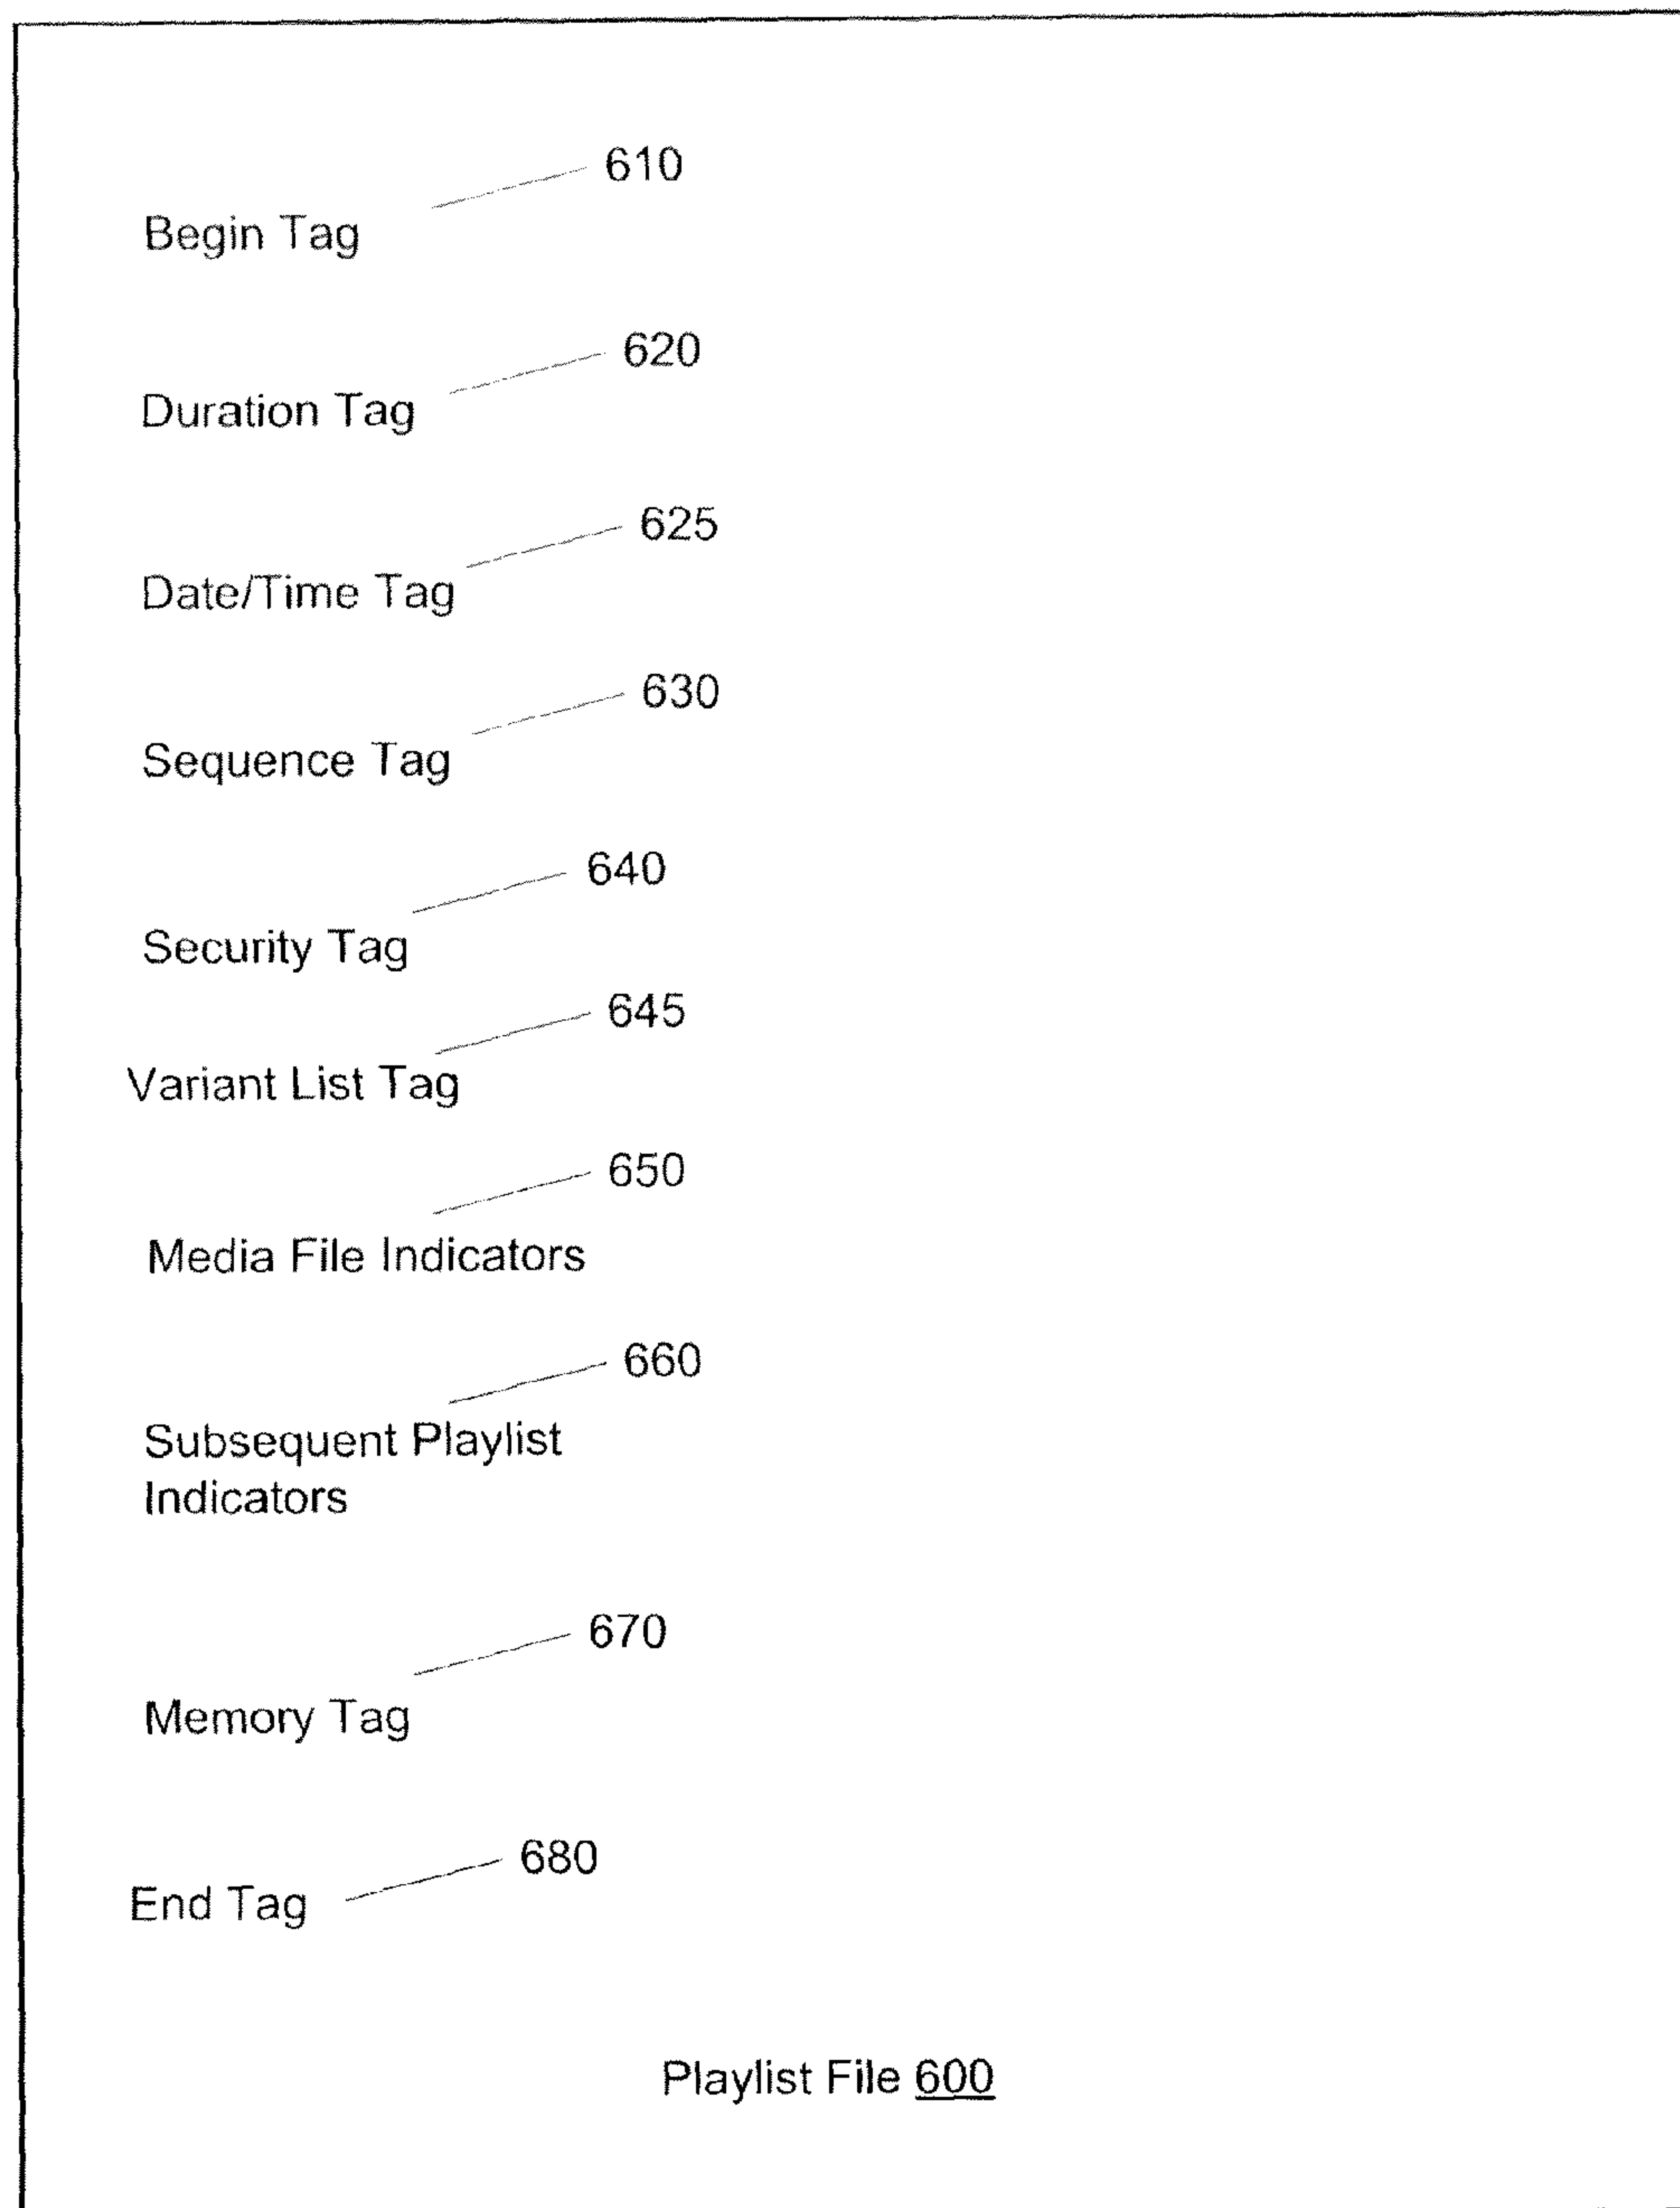 610
Begin Tag
620
Duration Tag
625
Date/Time Tag
630
Sequence Tag
640
Security Tag
645
Variant List Tag
650
Media File Indicators
660
Subsequent Playlist
Indicators
670
Memory Tag
680
End Tag
Playlist File 600